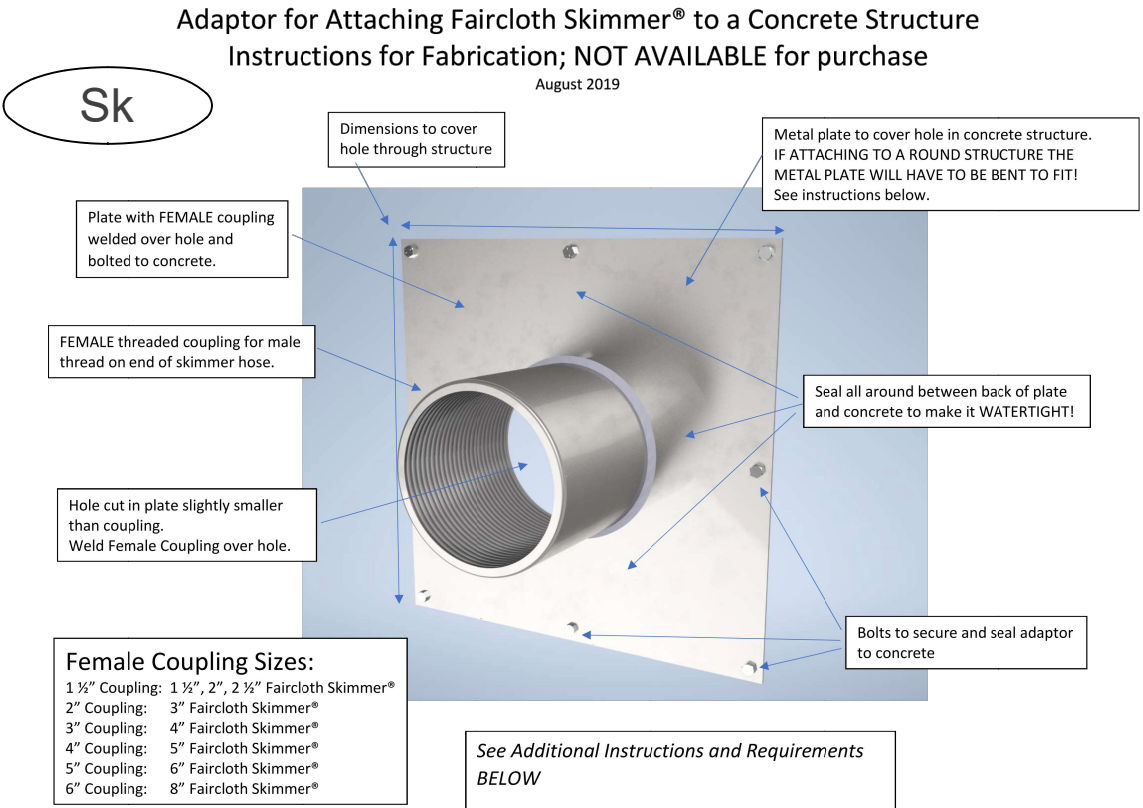 Adaptor for Attaching Faircloth Skimmer® to a Concrete Structure
Instructions for Fabrication; NOT AVAILABLE for purchase
August 2019
Sk
Dimensions to cover
hole through structure
Metal plate to cover hole in concrete structure.
IF ATTACHING TO A ROUND STRUCTURE THE
METAL PLATE WILL HAVE TO BE BENT TO FIT!
See instructions below.
Plate with FEMALE coupling
welded over hole and
bolted to concrete.
FEMALE threaded coupling for male
thread on end of skimmer hose.
Seal all around between back of plate
and concrete to make it WATERTIGHT!
Hole cut in plate slightly smaller
than coupling.
Weld Female Coupling over hole.
Bolts to secure and seal adaptor
to concrete
Female Coupling Sizes:
1 ½” Coupling: 1 ½”, 2”, 2 ½” Faircloth Skimmer®
2” Coupling: 3” Faircloth Skimmer®
3” Coupling: 4” Faircloth Skimmer®
4” Coupling: 5” Faircloth Skimmer®
5” Coupling: 6” Faircloth Skimmer®
6” Coupling: 8” Faircloth Skimmer®
See Additional Instructions and Requirements
BELOW